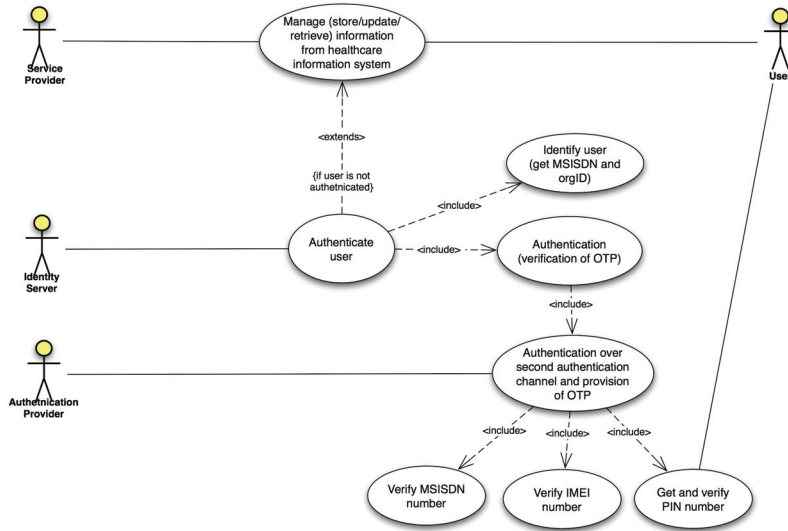 Manage (store/update/
retrieve) information
from healthcare
information system
Service
Provider
User
<extends>
{if user is not
authetnicated}
Identify user
(get MSISDN and
orgID)
<include>
Authenticate
user
<include>
Authentication
(verification of OTP)
Identity
Server
<include>
Authentication over
second authentication
channel and provision
of OTP
Authetnication
Provider
<include>
<include>
<include>
Verify MSISDN
number
Verify IMEI
number
Get and verify
PIN number